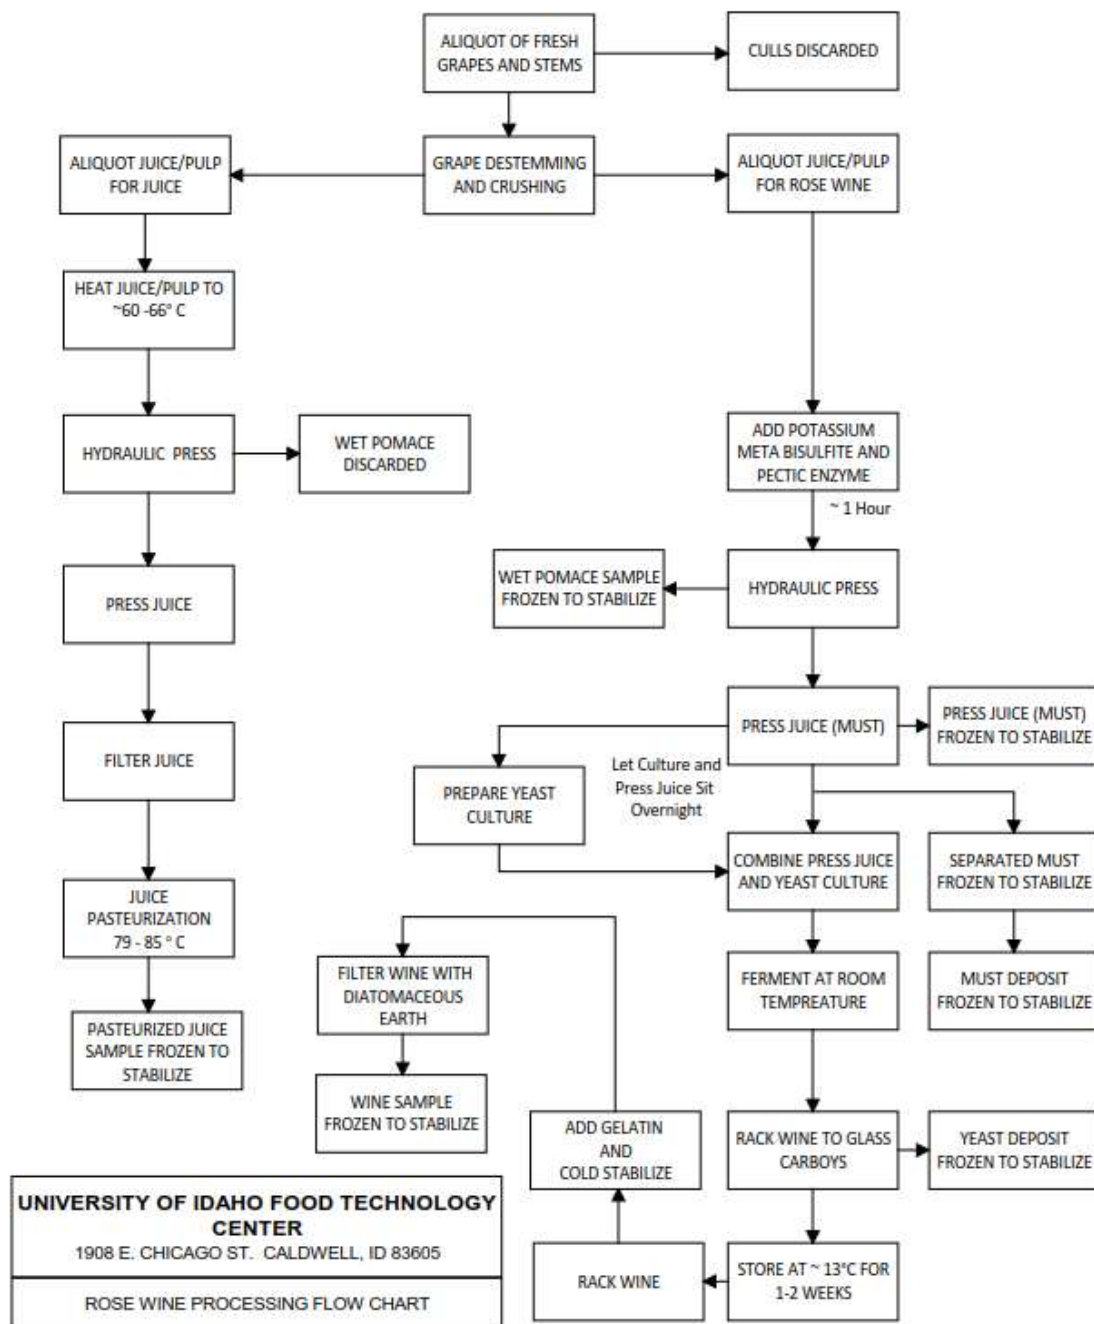 ALIQUOT OF FRESH
GRAPES AND STEMS
CULLS DISCARDED
ALIQUOT JUICE/PULP
FOR JUICE
GRAPE DESTEMMING
AND CRUSHING
ALIQUOT JUICE/PULP
FOR ROSE WINE
HEAT JUICE/PULP TO
~60 -66° C
HYDRAULIC PRESS
WET POMACE
DISCARDED
ADD POTASSIUM
META BISULFITE AND
PECTIC ENZYME
~ 1 Hour
WET POMACE SAMPLE
FROZEN TO STABILIZE
HYDRAULIC PRESS
PRESS JUICE
PRESS JUICE (MUST)
PRESS JUICE (MUST)
FROZEN TO STABILIZE
FILTER JUICE
PREPARE YEAST
CULTURE
Let Culture and
Press Juice Sit
Overnight
COMBINE PRESS JUICE
AND YEAST CULTURE
SEPARATED MUST
FROZEN TO STABILIZE
JUICE
PASTEURIZATION
79 - 85 ° C
FILTER WINE WITH
DIATOMACEOUS
EARTH
FERMENT AT ROOM
TEMPREATURE
MUST DEPOSIT
FROZEN TO STABILIZE
PASTEURIZED JUICE
SAMPLE FROZEN TO
STABILIZE
WINE SAMPLE
FROZEN TO STABILIZE
ADD GELATIN
AND
COLD STABILIZE
RACK WINE TO GLASS
CARBOYS
YEAST DEPOSIT
FROZEN TO STABILIZE
RACK WINE
STORE AT ~ 13°C FOR
1-2 WEEKS
UNIVERSITY OF IDAHO FOOD TECHNOLOGY
CENTER
1908 E. CHICAGO ST. CALDWELL, ID 83605
ROSE WINE PROCESSING FLOW CHART